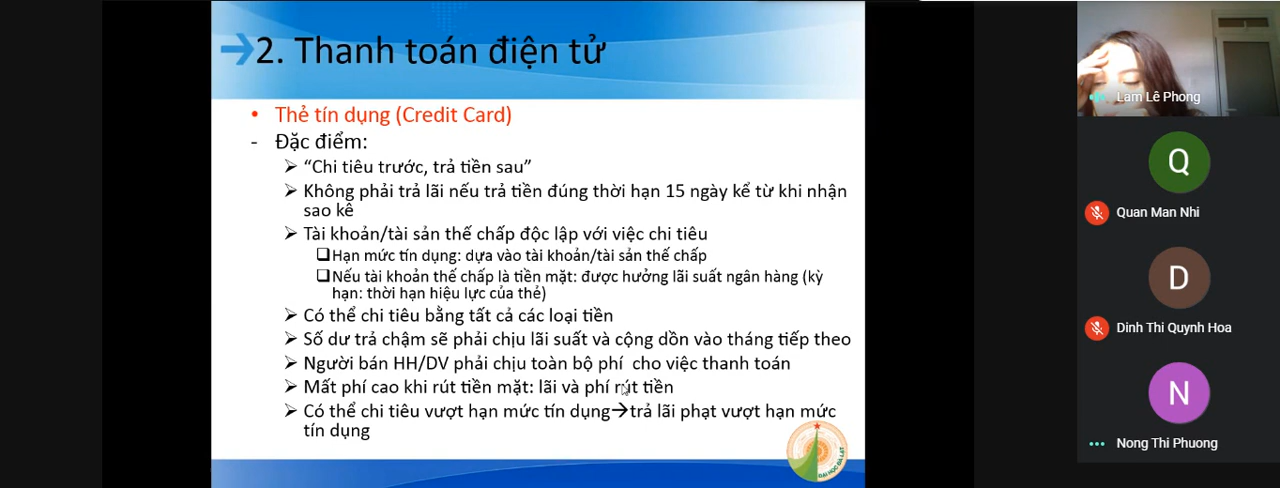 2. Thanh toán điện tử
• Thẻ tín dụng (Credit Card)
- Đặc điểm:
➢ “Chi tiêu trước, trả tiền sau”
➢ Không phải trả lãi nếu trả tiền đúng thời hạn 15 ngày kể từ khi nhận
sao kê
➢ Tài khoản/tài sản thế chấp độc lập với việc chi tiêu
❑Hạn mức tín dụng: dựa vào tài khoản/tài sản thế chấp
❑Nếu tài khoản thế chấp là tiền mặt: được hưởng lãi suất ngân hàng (kỳ
hạn: thời hạn hiệu lực của thẻ)
➢ Có thể chi tiêu bằng tất cả các loại tiền
➢ Số dư trả chậm sẽ phải chịu lãi suất và cộng dồn vào tháng tiếp theo
➢ Người bán HH/DV phải chịu toàn bộ phí cho việc thanh toán
➢ Mất phí cao khi rút tiền mặt: lãi và phí rút tiền
➢ Có thể chi tiêu vượt hạn mức tín dụng→trả lãi phạt vượt hạn mức
tín dụng
ĐẠI HỌC ĐÀ LẠT
Lam Lê Phong
Q
Quan Man Nhi
D
Dinh Thi Quynh Hoa
N
Nong Thi Phuong